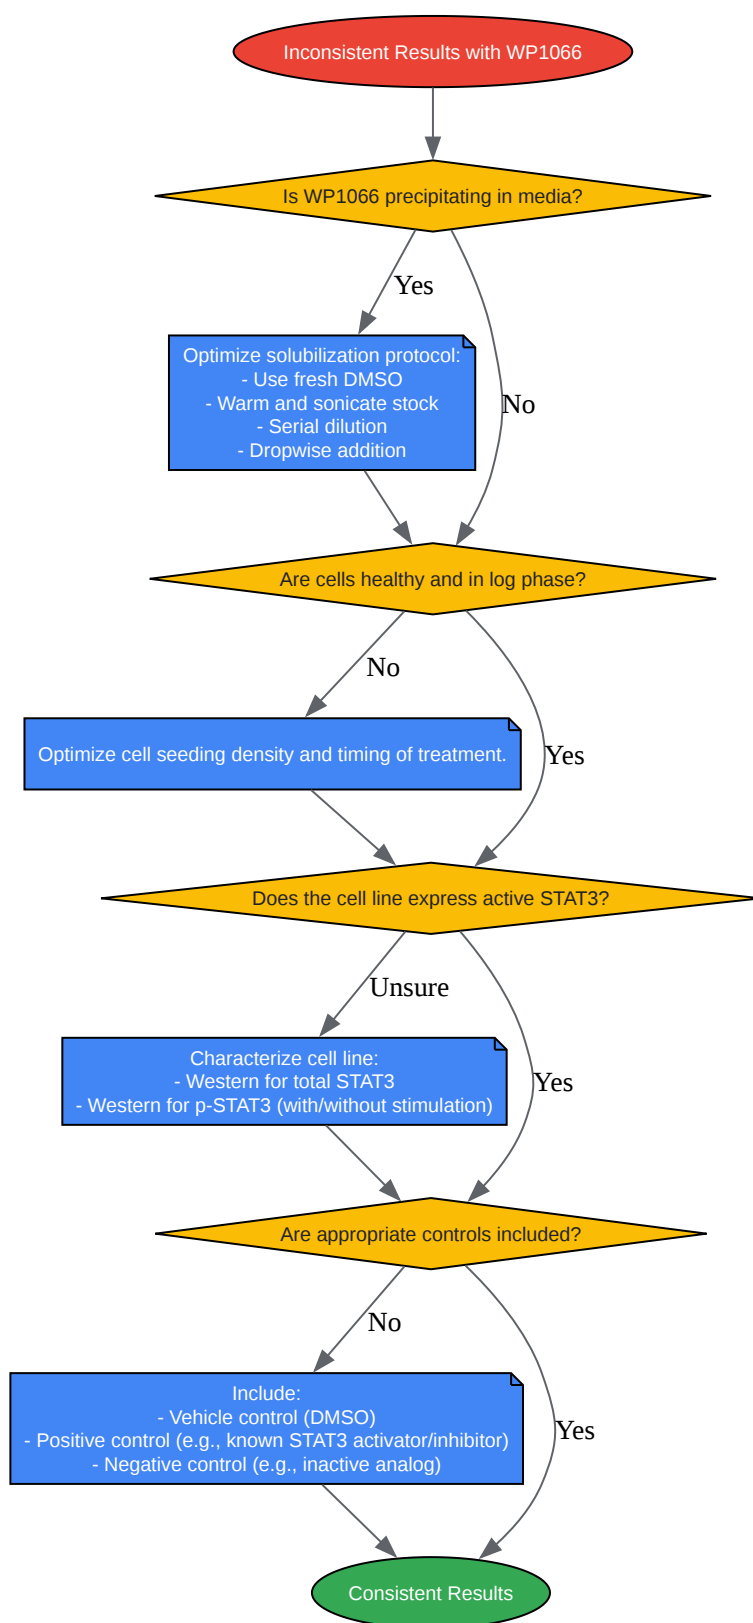 Inconsistent Results with WP1066
Is WP1066 precipitating in media?
Yes
Optimize solubilization protocol:
- Use fresh DMSO
- Warm and sonicate stock
- Serial dilution
- Dropwise addition
No
Are cells healthy and in log phase?
No
Optimize cell seeding density and timing of treatment.
Yes
Does the cell line express active STAT3?
Unsure
Characterize cell line:
- Western for total STAT3
- Western for p-STAT3 (with/without stimulation)
Yes
Are appropriate controls included?
No
Include:
- Vehicle control (DMSO)
- Positive control (e.g., known STAT3 activator/inhibitor)
- Negative control (e.g., inactive analog)
Yes
Consistent Results